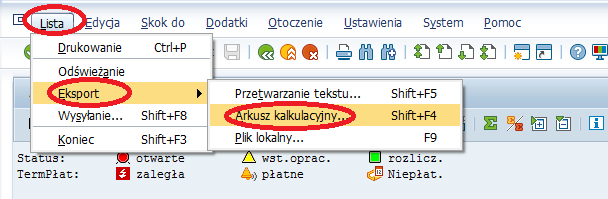 Lista Edycja Skok do Dodatki Otoczenie Ustawienia System Pomoc
Drukowanie Ctrl+P
Odświeżanie
Eksport
Wysyłanie... Shift+F8
Koniec Shift+F3
Przetwarzanie tekstu... Shift+F5
Arkusz kalkulacyjny... Shift+F4
Plik lokalny... F9
Status: otwarte wst.oprac. rozlicz.
TermPłat: zaległa płatne Niepłat.